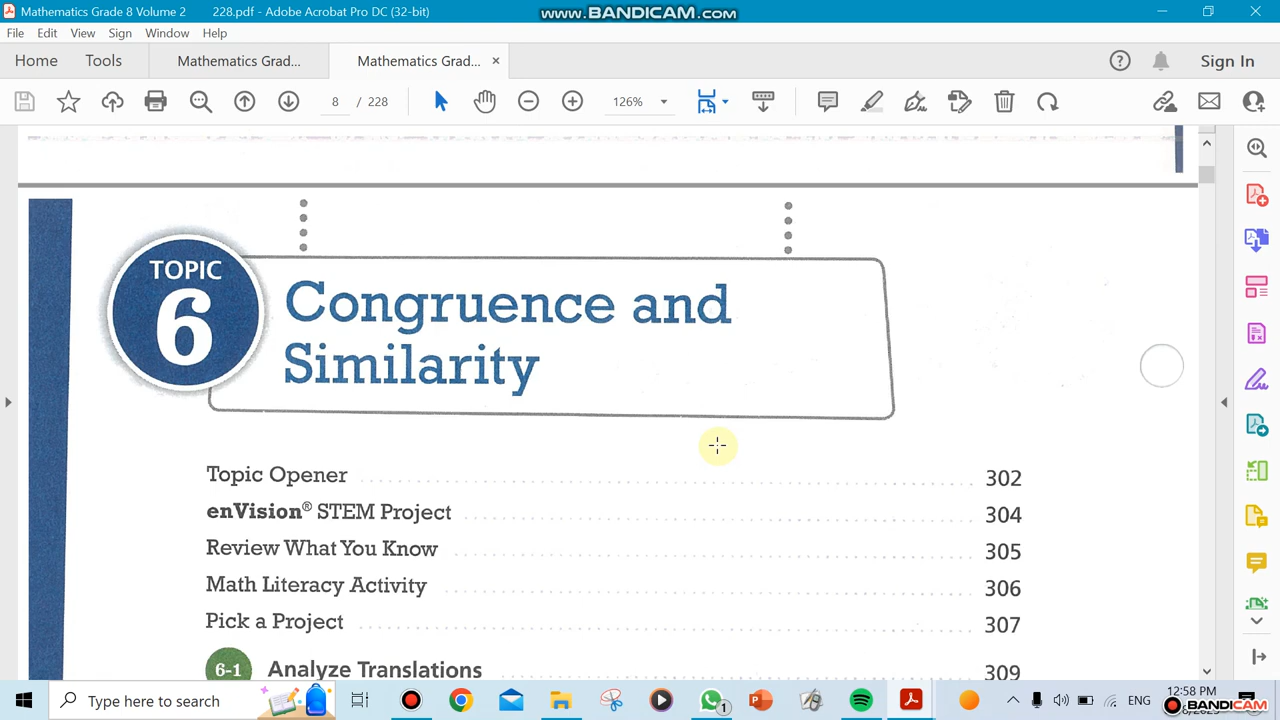 Mathematics Grade 8 Volume 2 228.pdf - Adobe Acrobat Pro DC (32-bit)
www.BANDICAM.com
File Edit View Sign Window Help
Home Tools Mathematics Grad... Mathematics Grad... × Sign In
8 / 228 126%
TOPIC
6
Congruence and
Similarity
Topic Opener 302
enVision® STEM Project 304
Review What You Know 305
Math Literacy Activity 306
Pick a Project 307
6-1 Analyze Translations 309
Type here to search
1
ENG
12:58 PM
BANDICAM